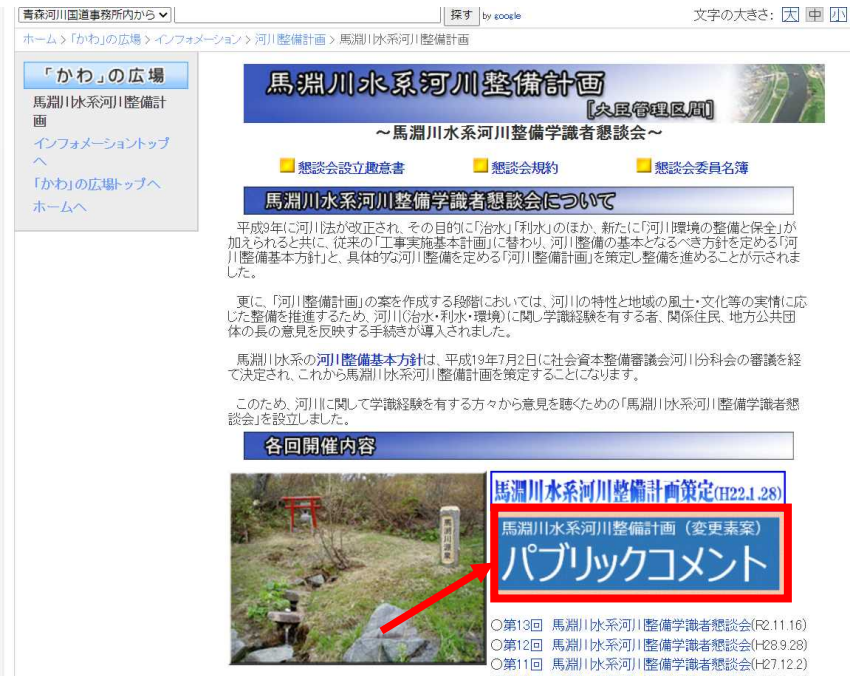 青森河川国道事務所内から
探す by google
文字の大きさ: 大 中 小
ホーム > 「かわ」の広場 > インフォメーション > 河川整備計画 > 馬淵川水系河川整備計画
「かわ」の広場
馬淵川水系河川整備計
画
インフォメーショントップ
へ
「かわ」の広場トップへ
ホームへ
馬淵川水系河川整備計画
[大臣管理区間]
～馬淵川水系河川整備学識者懇談会～
懇談会設立趣意書 懇談会規約 懇談会委員名簿
馬淵川水系河川整備学識者懇談会について
平成9年に河川法が改正され、その目的に「治水」「利水」のほか、新たに「河川環境の整備と保全」が
加えられると共に、従来の「工事実施基本計画」に替わり、河川整備の基本となるべき方針を定める「河
川整備基本方針」と、具体的な河川整備を定める「河川整備計画」を策定し整備を進めることが示されま
した。
更に、「河川整備計画」の案を作成する段階においては、河川の特性と地域の風土・文化等の実情に応
じた整備を推進するため、河川(治水・利水・環境)に関し学識経験を有する者、関係住民、地方公共団
体の長の意見を反映する手続きが導入されました。
馬淵川水系の河川整備基本方針は、平成19年7月2日に社会資本整備審議会河川分科会の審議を経
て決定され、これから馬淵川水系河川整備計画を策定することになります。
このため、河川に関して学識経験を有する方々から意見を聴くための「馬淵川水系河川整備学識者懇
談会」を設立しました。
各回開催内容
馬淵川源泉
馬淵川水系河川整備計画策定(H22.1.28)
馬淵川水系河川整備計画（変更素案）
パブリックコメント
○第13回 馬淵川水系河川整備学識者懇談会(R2.11.16)
○第12回 馬淵川水系河川整備学識者懇談会(H28.9.28)
○第11回 馬淵川水系河川整備学識者懇談会(H27.12.2)